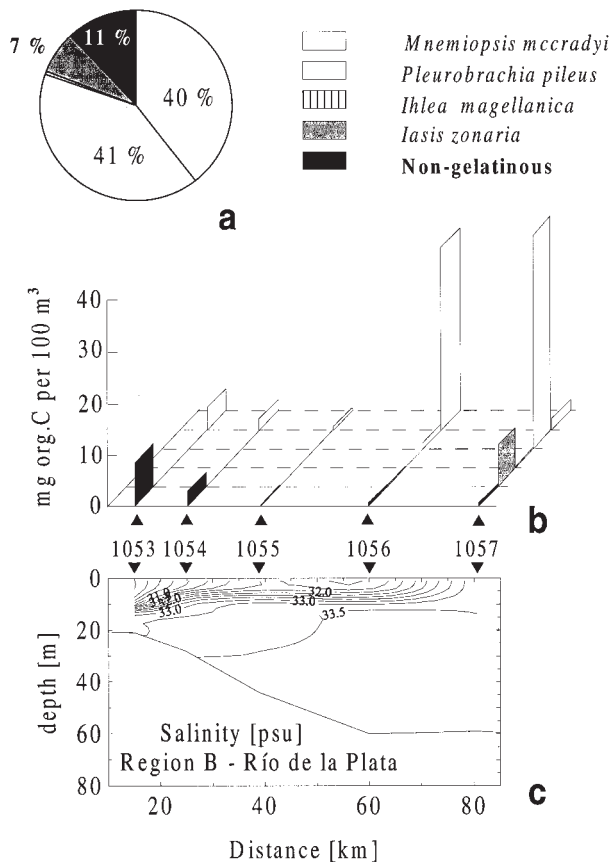 7 %
11 %
40 %
41 %
a
Mnemiopsis mccradyi
Pleurobrachia pileus
Ihlea magellanica
Iasis zonaria
Non-gelatinous
mg org.C per 100 m³
40
30
20
10
0
b
1053 1054 1055 1056 1057
depth [m]
0
20
40
60
80
33.0
32.0
33.0
33.5
Salinity [psu]
Region B - Río de la Plata
c
20 40 60 80
Distance [km]